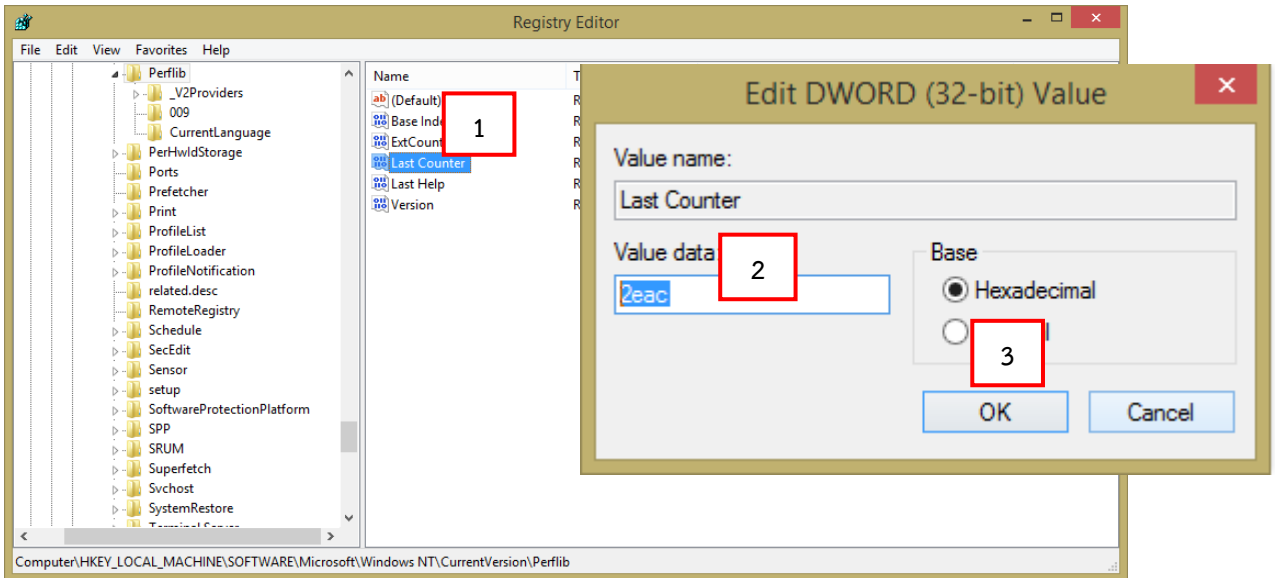 Registry Editor
File Edit View Favorites Help
Perflib
_V2Providers
009
CurrentLanguage
PerHwIdStorage
Ports
Prefetcher
Print
ProfileList
ProfileLoader
ProfileNotification
related.desc
RemoteRegistry
Schedule
SecEdit
Sensor
setup
SoftwareProtectionPlatform
SPP
SRUM
Superfetch
Svchost
SystemRestore
Name
(Default)
Base
ExtCount
Last Counter
Last Help
Version
1
Edit DWORD (32-bit) Value
Value name:
Last Counter
Value data:
2
2eac
Base
Hexadecimal
3
OK Cancel
Computer\HKEY_LOCAL_MACHINE\SOFTWARE\Microsoft\Windows NT\CurrentVersion\Perflib